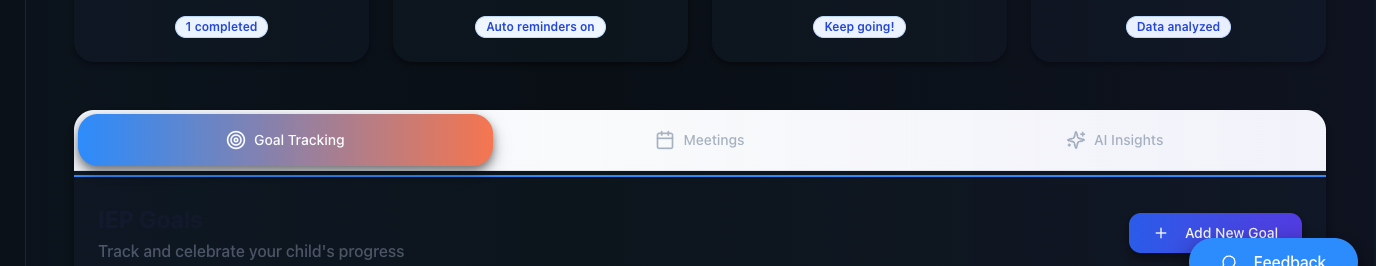 1 completed
Auto reminders on
Keep going!
Data analyzed
Goal Tracking
Meetings
AI Insights
IEP Goals
Track and celebrate your child's progress
Add New Goal
Feedback